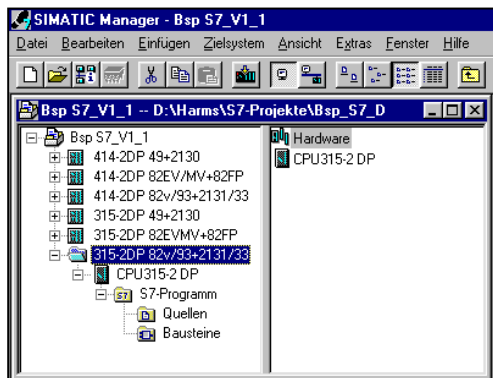 SIMATIC Manager - Bsp S7_V1_1
Datei Bearbeiten Einfügen Zielsystem Ansicht Extras Fenster Hilfe
Bsp S7_V1_1 -- D:\Harms\S7-Projekte\Bsp_S7_D
Bsp S7_V1_1
414-2DP 49+2130
414-2DP 82EV/MV+82FP
414-2DP 82v/93+2131/33
315-2DP 49+2130
315-2DP 82EVMV+82FP
315-2DP 82v/93+2131/33
CPU315-2 DP
S7-Programm
Quellen
Bausteine
Hardware
CPU315-2 DP